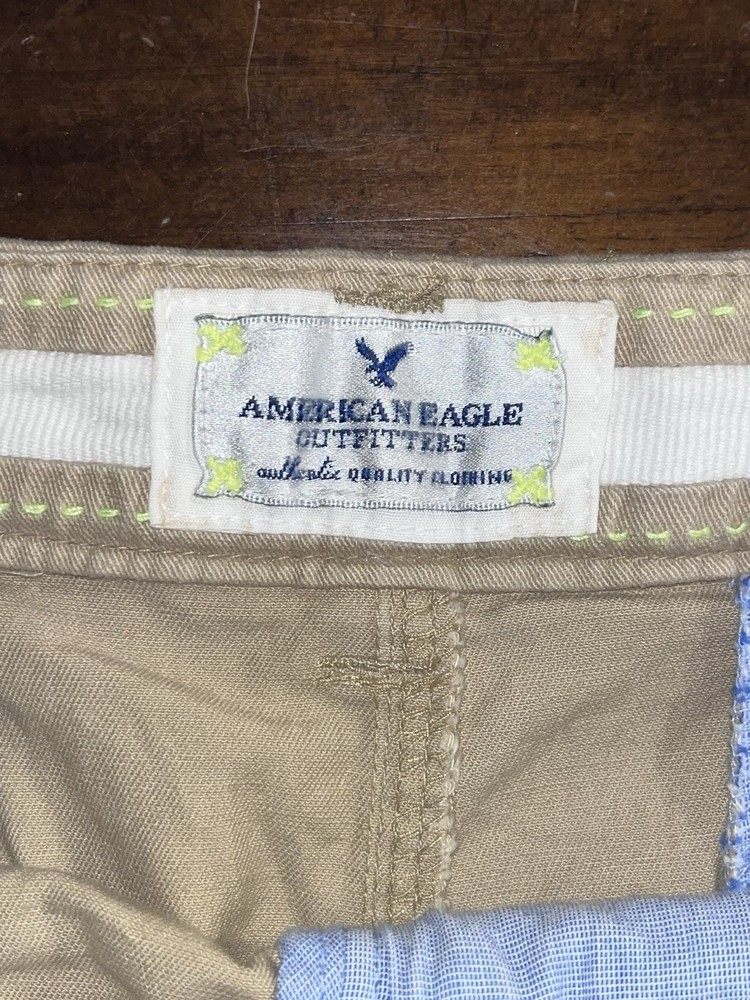 AMERICAN EAGLE
OUTFITTERS
authentic QUALITY CLOTHING